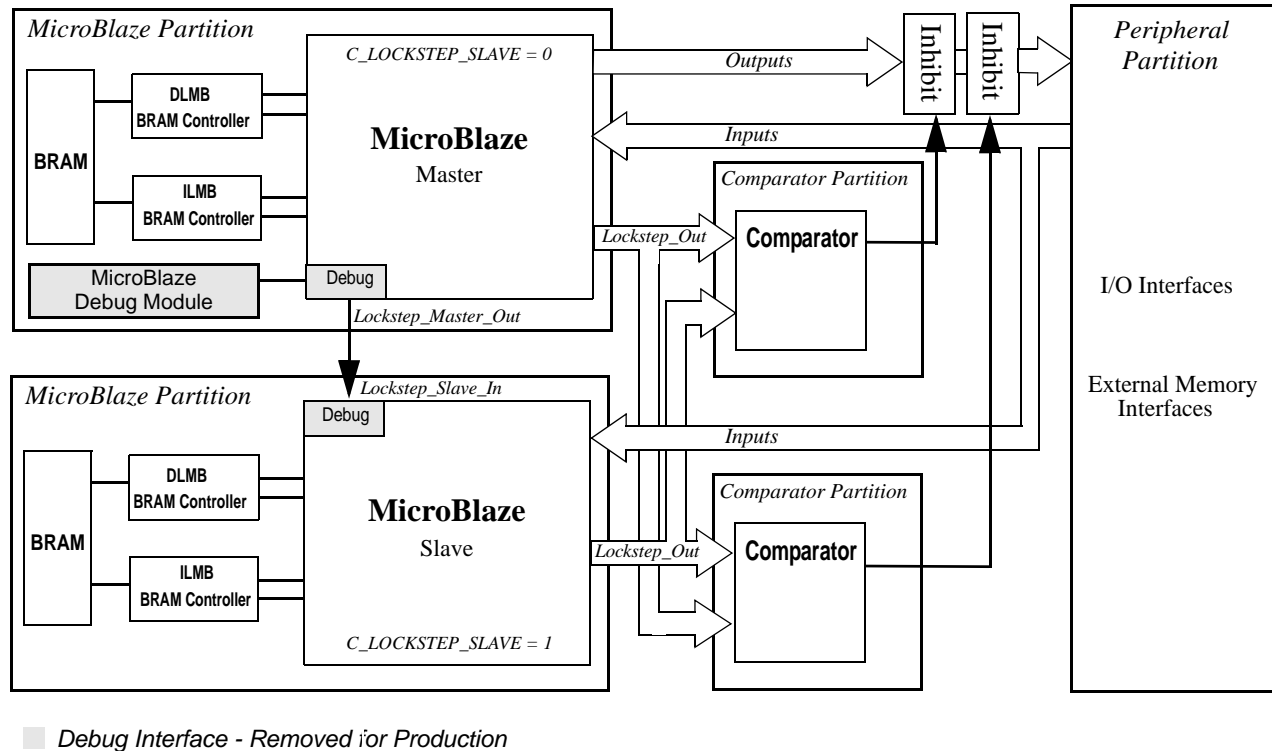 MicroBlaze Partition
C_LOCKSTEP_SLAVE = 0
Outputs
Inhibit
Inhibit
Peripheral
Partition
DLMB
BRAM Controller
BRAM
MicroBlaze
Master
Inputs
ILMB
BRAM Controller
Comparator Partition
Lockstep_Out
Comparator
MicroBlaze
Debug Module
Debug
Lockstep_Master_Out
I/O Interfaces
MicroBlaze Partition
Lockstep_Slave_In
Debug
External Memory
Interfaces
Inputs
DLMB
BRAM Controller
BRAM
MicroBlaze
Slave
Comparator Partition
Lockstep_Out
Comparator
ILMB
BRAM Controller
C_LOCKSTEP_SLAVE = 1
Debug Interface - Removed for Production